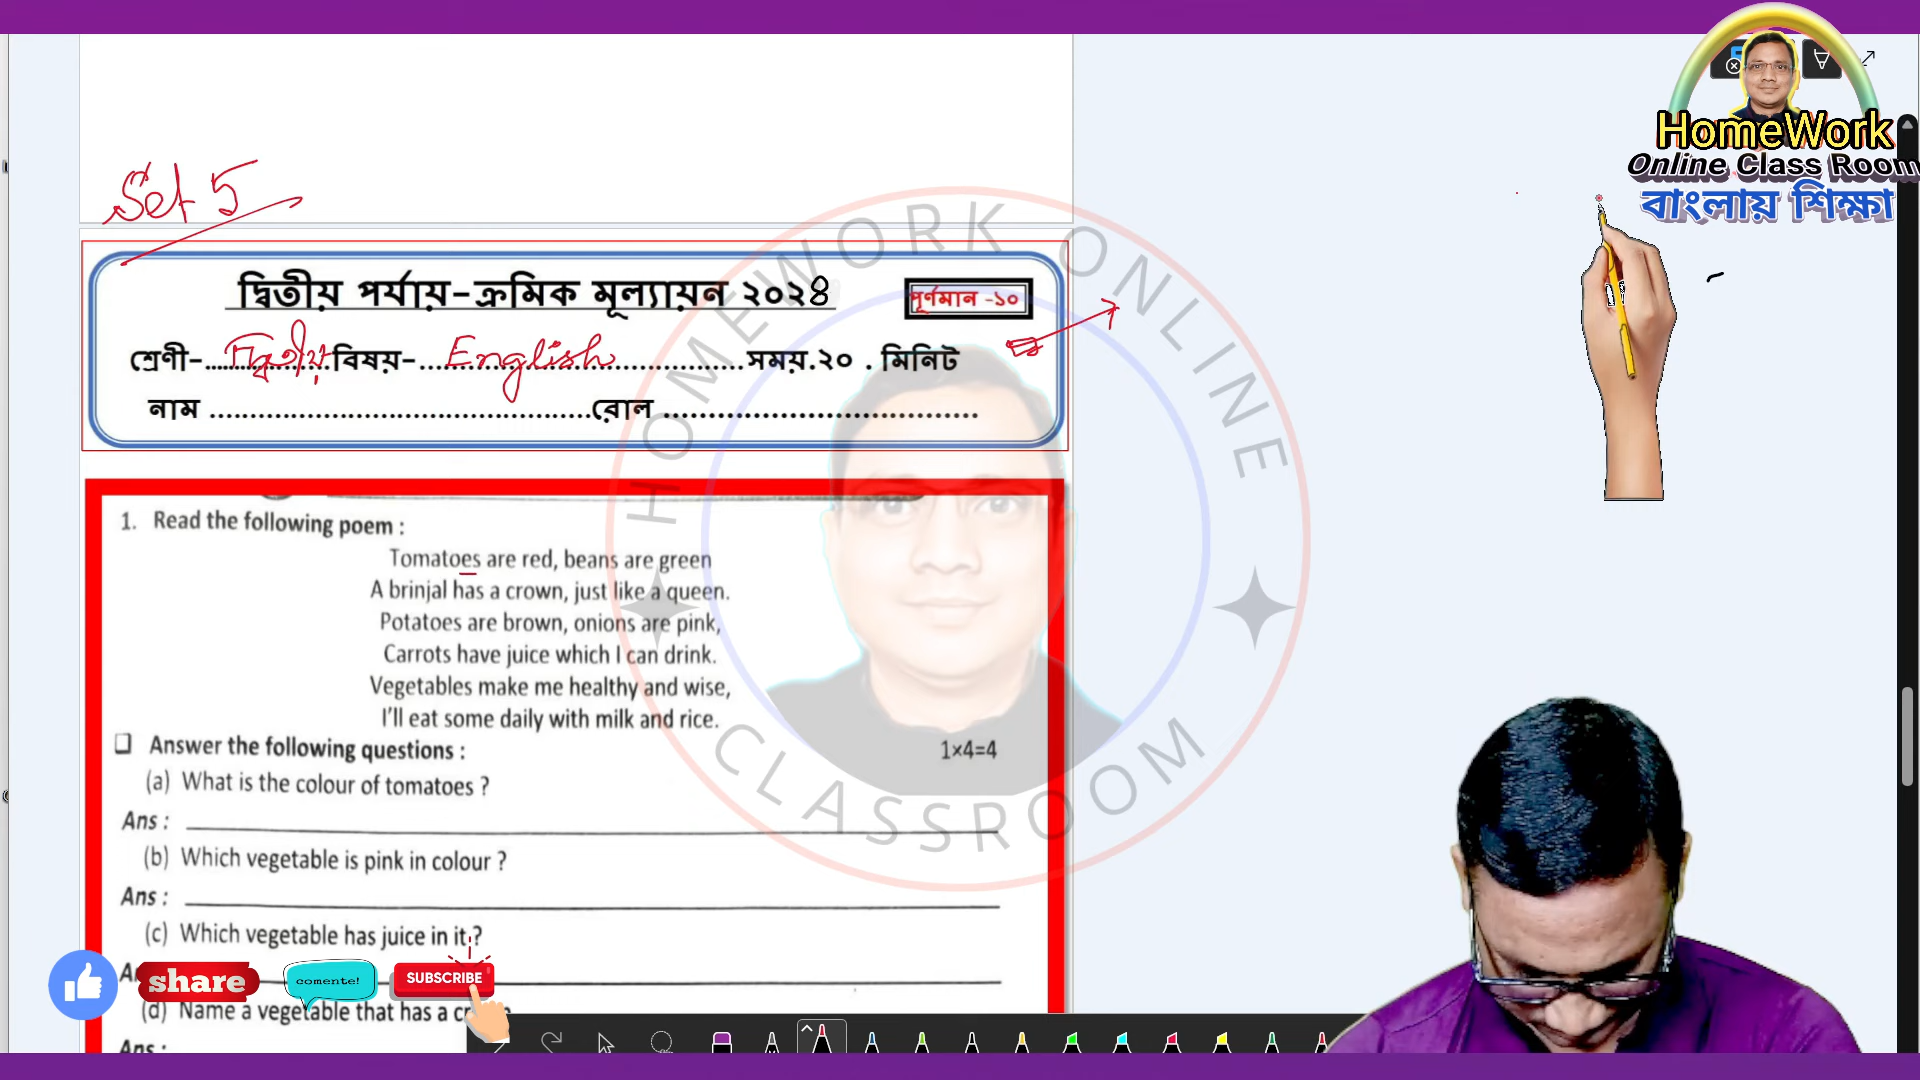 HomeWork
Online Class Room
বাংলায় শিক্ষা
Set 5
দ্বিতীয় পর্যায়-ক্রমিক মূল্যায়ন ২০২৪
পূর্ণমান -১০
শ্রেণী-....দ্বিতীয়....বিষয়-....English....সময়.২০ . মিনিট
নাম ..............................................রোল ......................................
HOMEWORK ONLINE CLASSROOM
1. Read the following poem :
Tomatoes are red, beans are green
A brinjal has a crown, just like a queen.
Potatoes are brown, onions are pink,
Carrots have juice which I can drink.
Vegetables make me healthy and wise,
I'll eat some daily with milk and rice.
❑ Answer the following questions : 1×4=4
(a) What is the colour of tomatoes ?
Ans :
(b) Which vegetable is pink in colour ?
Ans :
(c) Which vegetable has juice in it ?
share
comente!
SUBSCRIBE
(d) Name a vegetable that has a
Ans :